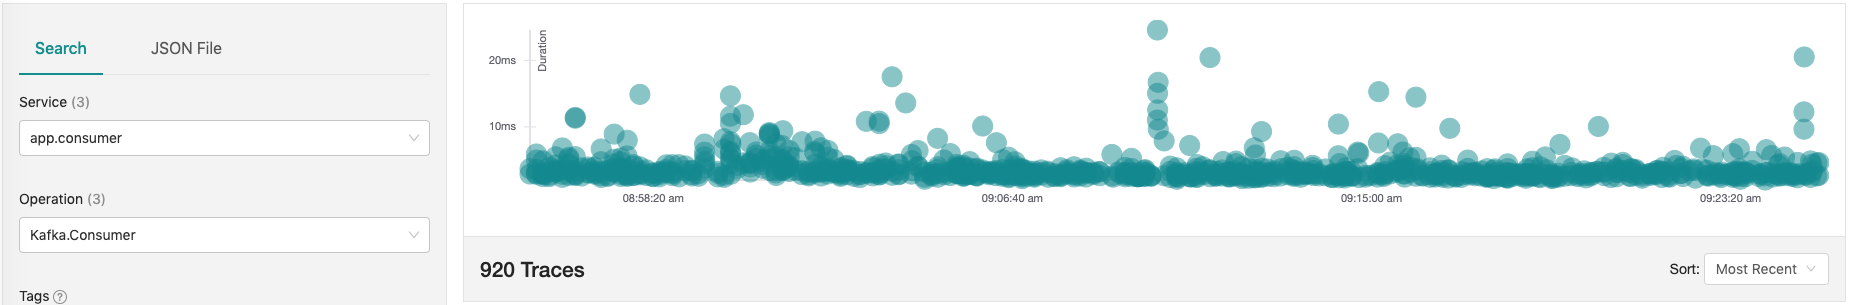 Search
JSON File
Service (3)
app.consumer
Operation (3)
Kafka.Consumer
Tags ?
Duration
20ms
10ms
08:58:20 am
09:06:40 am
09:15:00 am
09:23:20 am
920 Traces
Sort: Most Recent